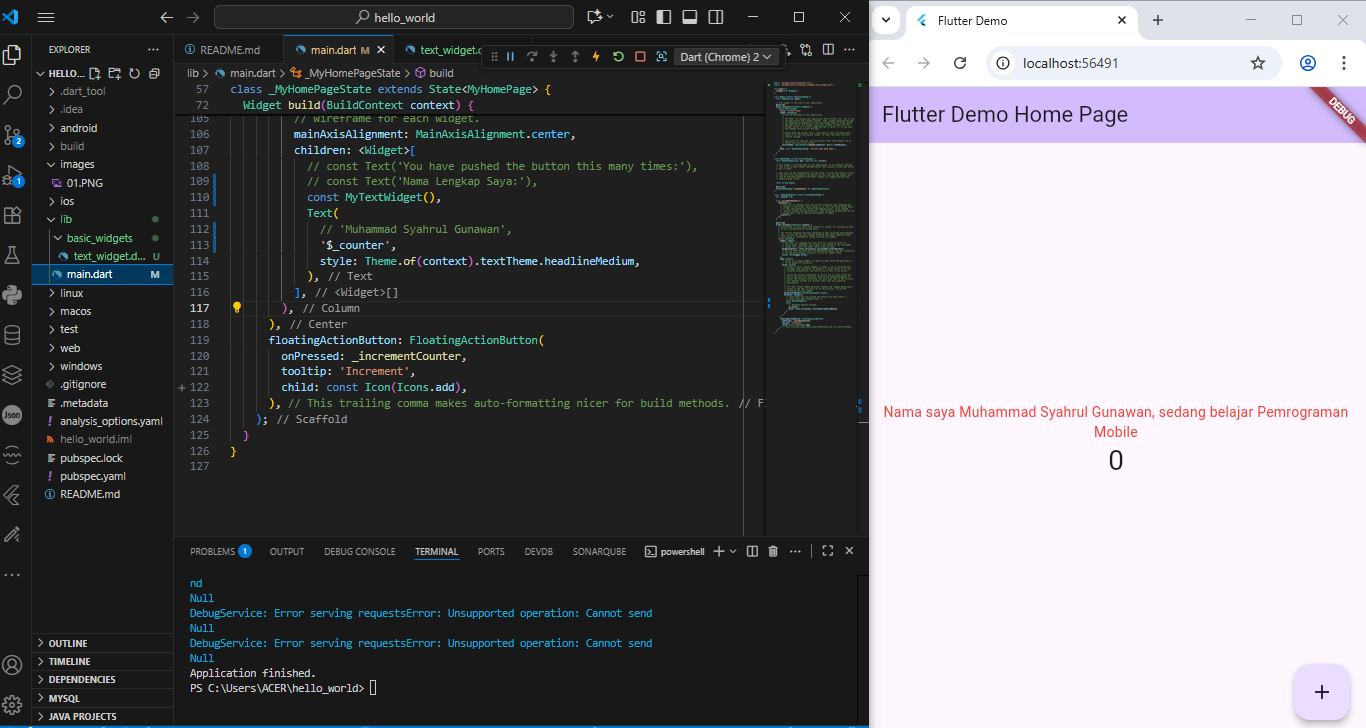 hello_world
EXPLORER
HELLO...
.dart_tool
.idea
android
build
images
01.PNG
ios
lib
basic_widgets
text_widget.d... U
main.dart M
linux
macos
test
web
windows
.gitignore
.metadata
analysis_options.yaml
hello_world.iml
pubspec.lock
pubspec.yaml
README.md
OUTLINE
TIMELINE
DEPENDENCIES
MYSQL
JAVA PROJECTS
2
1
Json
README.md
main.dart M
text_widget.d
Dart (Chrome) 2
lib > main.dart > _MyHomePageState > build
57 class _MyHomePageState extends State<MyHomePage> {
72 Widget build(BuildContext context) {
105 // wireframe for each widget.
106 mainAxisAlignment: MainAxisAlignment.center,
107 children: <Widget>[
108 // const Text('You have pushed the button this many times:'),
109 // const Text('Nama Lengkap Saya:'),
110 const MyTextWidget(),
111 Text(
112 // 'Muhammad Syahrul Gunawan',
113 '$_counter',
114 style: Theme.of(context).textTheme.headlineMedium,
115 ), // Text
116 ], // <Widget>[]
117 ), // Column
118 ), // Center
119 floatingActionButton: FloatingActionButton(
120 onPressed: _incrementCounter,
121 tooltip: 'Increment',
122 child: const Icon(Icons.add),
123 ), // This trailing comma makes auto-formatting nicer for build methods. // F
124 ); // Scaffold
125 }
126 }
127
PROBLEMS 1 OUTPUT DEBUG CONSOLE TERMINAL PORTS DEVDB SONARQUBE powershell
nd
Null
DebugService: Error serving requestsError: Unsupported operation: Cannot send
Null
DebugService: Error serving requestsError: Unsupported operation: Cannot send
Null
Application finished.
PS C:\Users\ACER\hello_world>
Flutter Demo
localhost:56491
Flutter Demo Home Page
DEBUG
Nama saya Muhammad Syahrul Gunawan, sedang belajar Pemrograman
Mobile
0